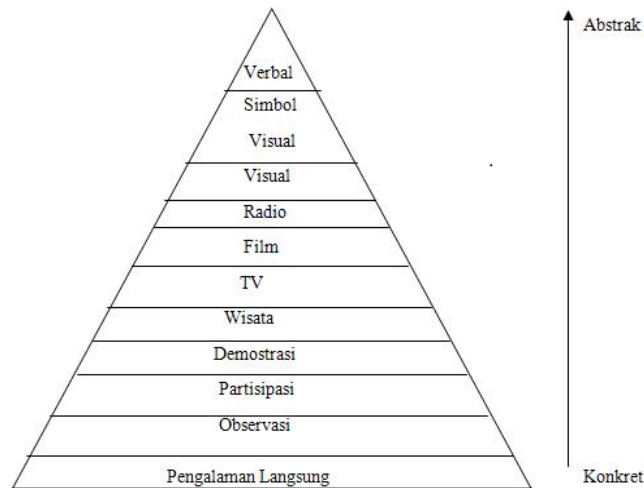 Abstrak
Verbal
Simbol
Visual
Visual
Radio
Film
TV
Wisata
Demostrasi
Partisipasi
Observasi
Pengalaman Langsung
Konkret